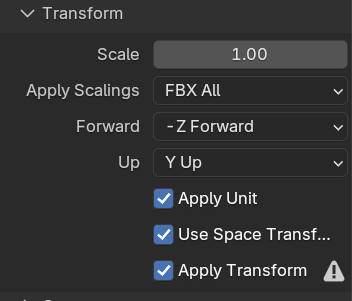 Transform
Scale 1.00
Apply Scalings FBX All
Forward -Z Forward
Up Y Up
Apply Unit
Use Space Transf...
Apply Transform